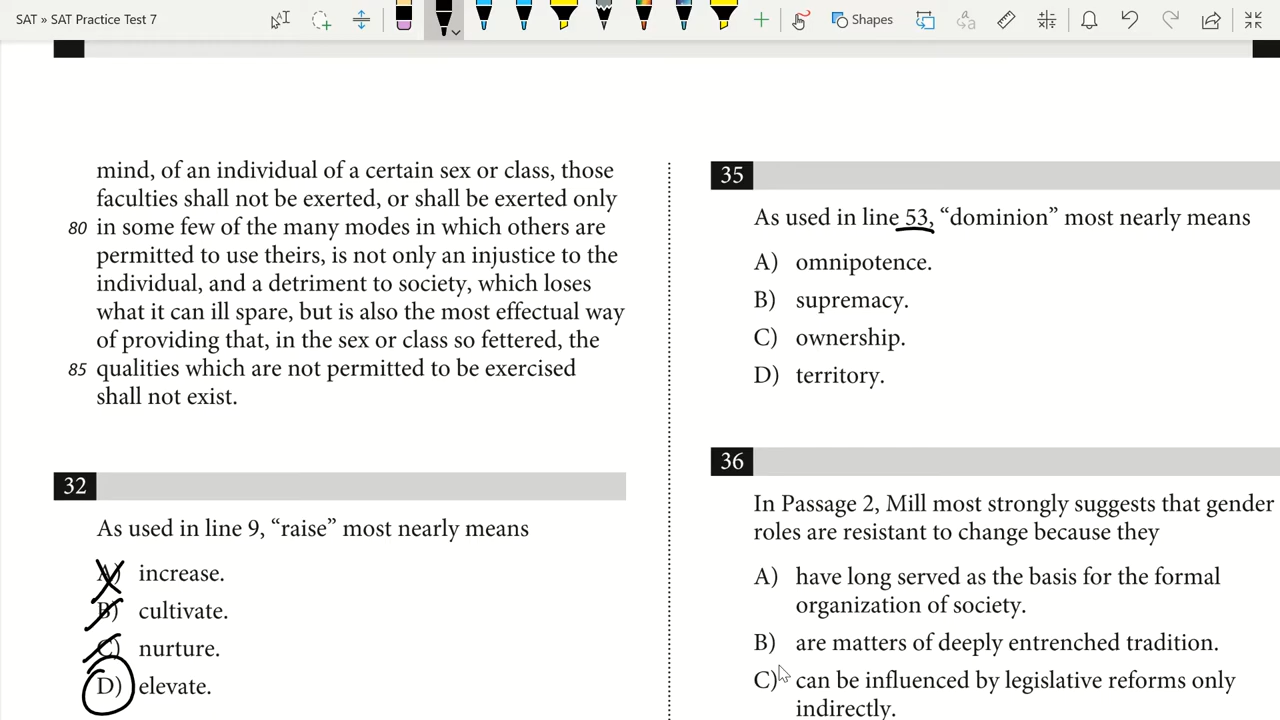 SAT » SAT Practice Test 7
Shapes
mind, of an individual of a certain sex or class, those
faculties shall not be exerted, or shall be exerted only
80 in some few of the many modes in which others are
permitted to use theirs, is not only an injustice to the
individual, and a detriment to society, which loses
what it can ill spare, but is also the most effectual way
of providing that, in the sex or class so fettered, the
85 qualities which are not permitted to be exercised
shall not exist.
32
As used in line 9, “raise” most nearly means
A) increase.
B) cultivate.
C) nurture.
D) elevate.
35
As used in line 53, “dominion” most nearly means
A) omnipotence.
B) supremacy.
C) ownership.
D) territory.
36
In Passage 2, Mill most strongly suggests that gender
roles are resistant to change because they
A) have long served as the basis for the formal
organization of society.
B) are matters of deeply entrenched tradition.
C) can be influenced by legislative reforms only
indirectly.